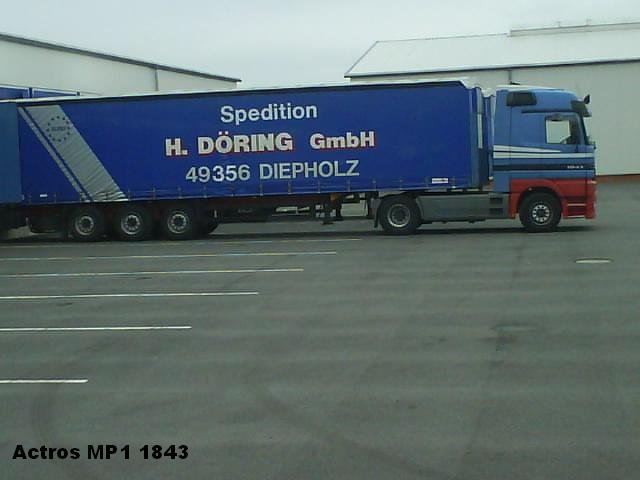 Spedition
H. DÖRING GmbH
49356 DIEPHOLZ
Actros MP1 1843